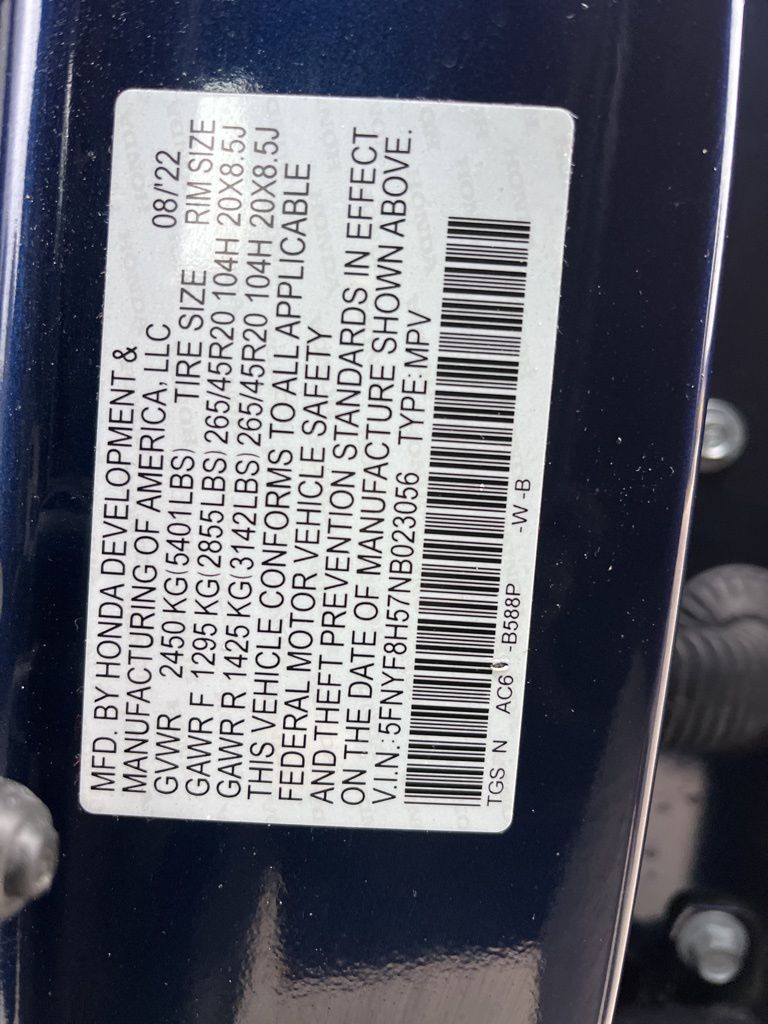 MFD. BY HONDA DEVELOPMENT &
MANUFACTURING OF AMERICA, LLC 08/'22
GVWR 2450 KG(5401LBS) TIRE SIZE RIM SIZE
GAWR F 1295 KG(2855LBS) 265/45R20 104H 20X8.5J
GAWR R 1425 KG(3142LBS) 265/45R20 104H 20X8.5J
THIS VEHICLE CONFORMS TO ALL APPLICABLE
FEDERAL MOTOR VEHICLE SAFETY
AND THEFT PREVENTION STANDARDS IN EFFECT
ON THE DATE OF MANUFACTURE SHOWN ABOVE.
V.I.N.:5FNYF8H57NB023056 TYPE:MPV
TGS N AC6 -B588P -W -B